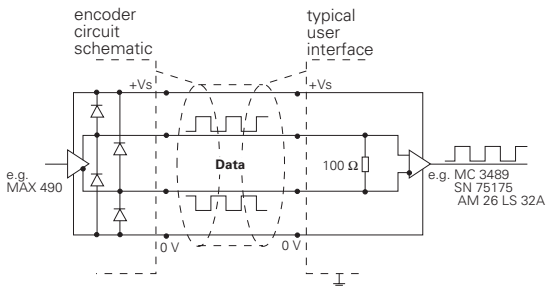 encoder
circuit
schematic
typical
user
interface
+Vs
+Vs
Data
100 Ω
e.g.
MAX 490
e.g. MC 3489
SN 75175
AM 26 LS 32A
0 V
0 V